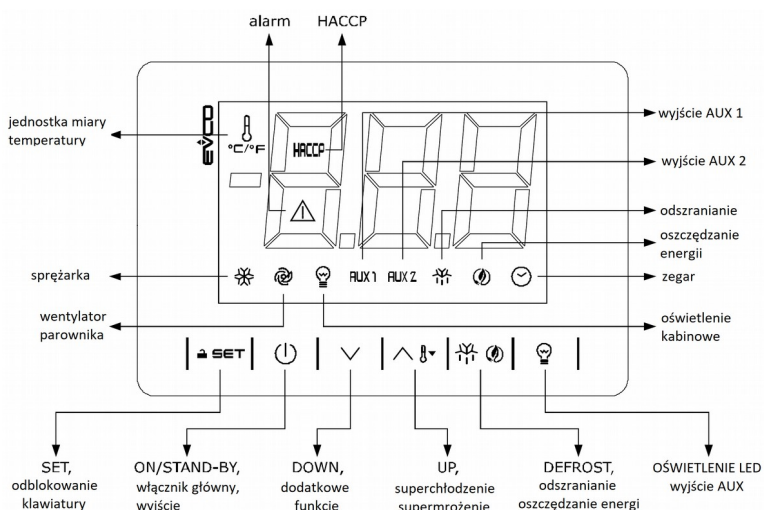 alarm HACCP
jednostka miary
temperatury
EVCO
°C/°F
HACCP
wyjście AUX 1
wyjście AUX 2
odszranianie
oszczędzanie
energii
sprężarka
AUX 1 AUX 2
zegar
wentylator
parownika
oświetlenie
kabinowe
SET
SET,
odblokowanie
klawiatury
ON/STAND-BY,
włącznik główny,
wyjście
DOWN,
dodatkowe
funkcje
UP,
superchłodzenie
supermrożenie
DEFROST,
odszranianie
oszczędzanie energi
OŚWIETLENIE LED
wyjście AUX